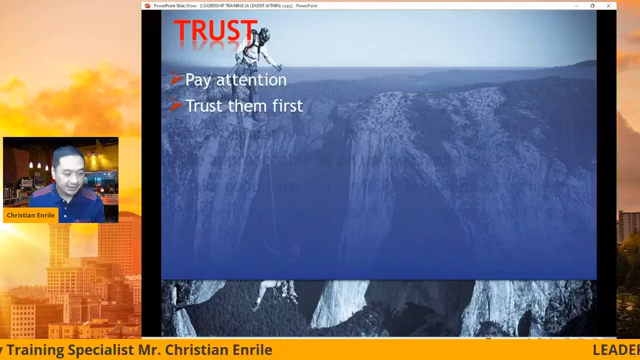 PowerPoint Slide Show - [LEADERSHIP TRAINING (A LEADER WITHIN) copy] - PowerPoint
TRUST
Pay attention
Trust them first
Christian Enrile
y Training Specialist Mr. Christian Enrile
LEADER